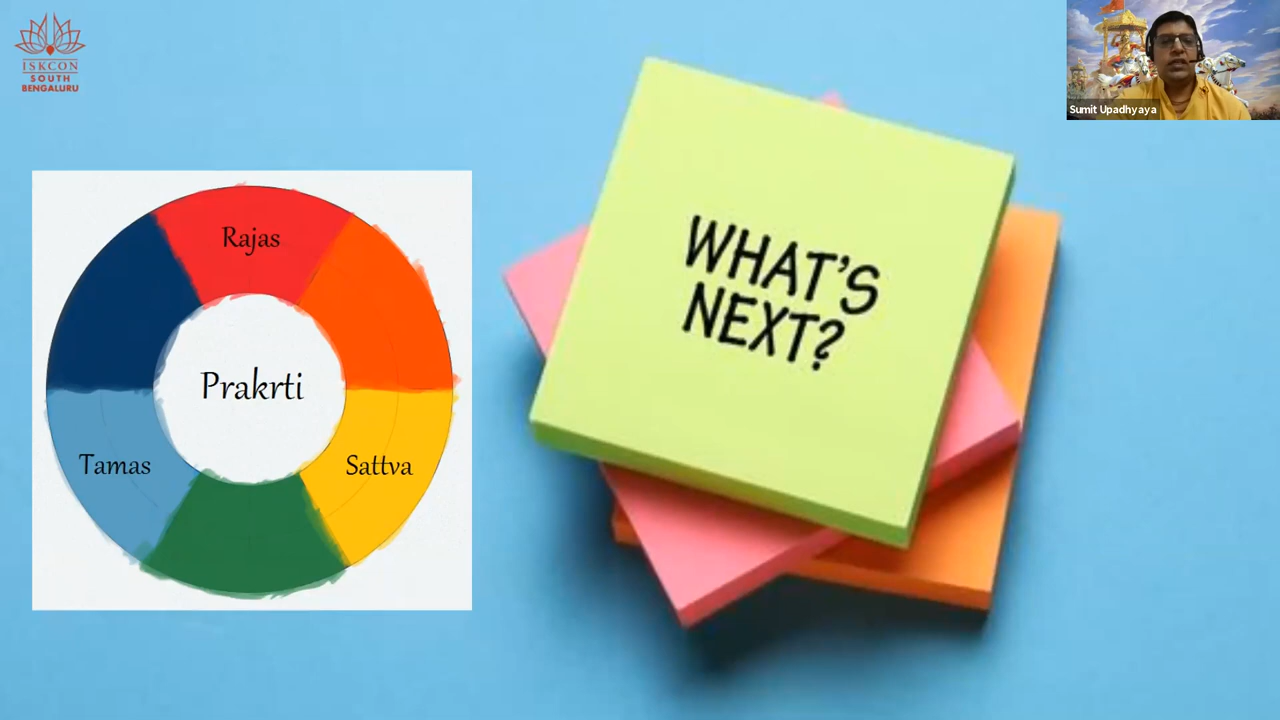 ISKCON
SOUTH
BENGALURU
Sumit Upadhyaya
Rajas
Prakrti
Tamas
Sattva
WHAT'S
NEXT?